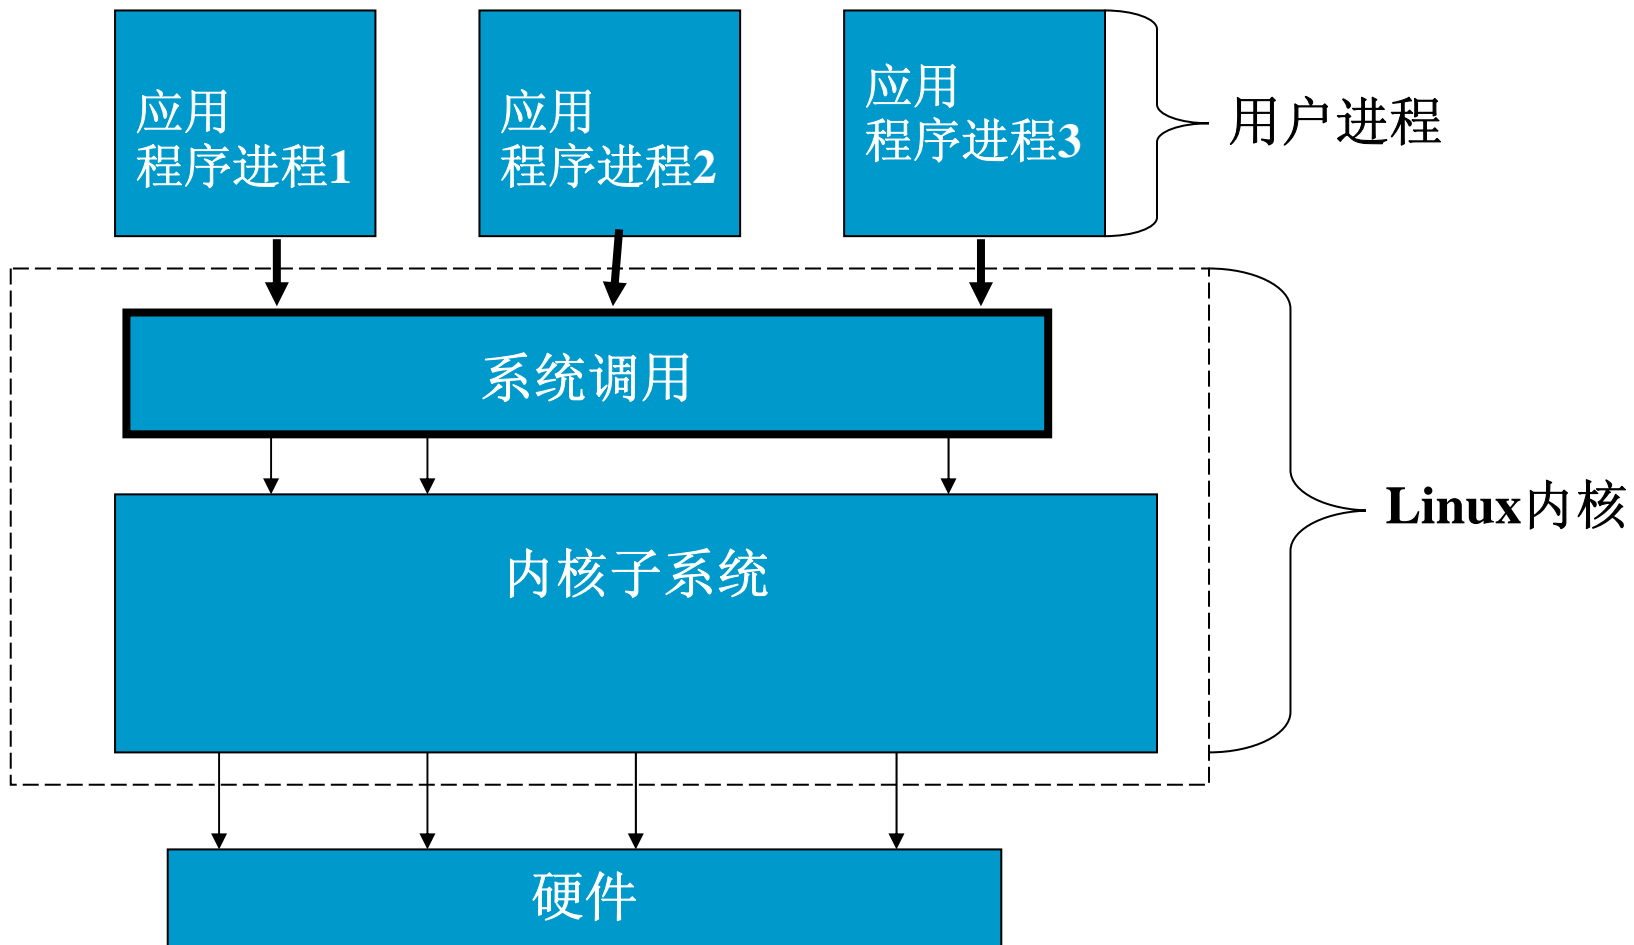 应用
程序进程1
应用
程序进程2
应用
程序进程3
用户进程
系统调用
Linux内核
内核子系统
硬件